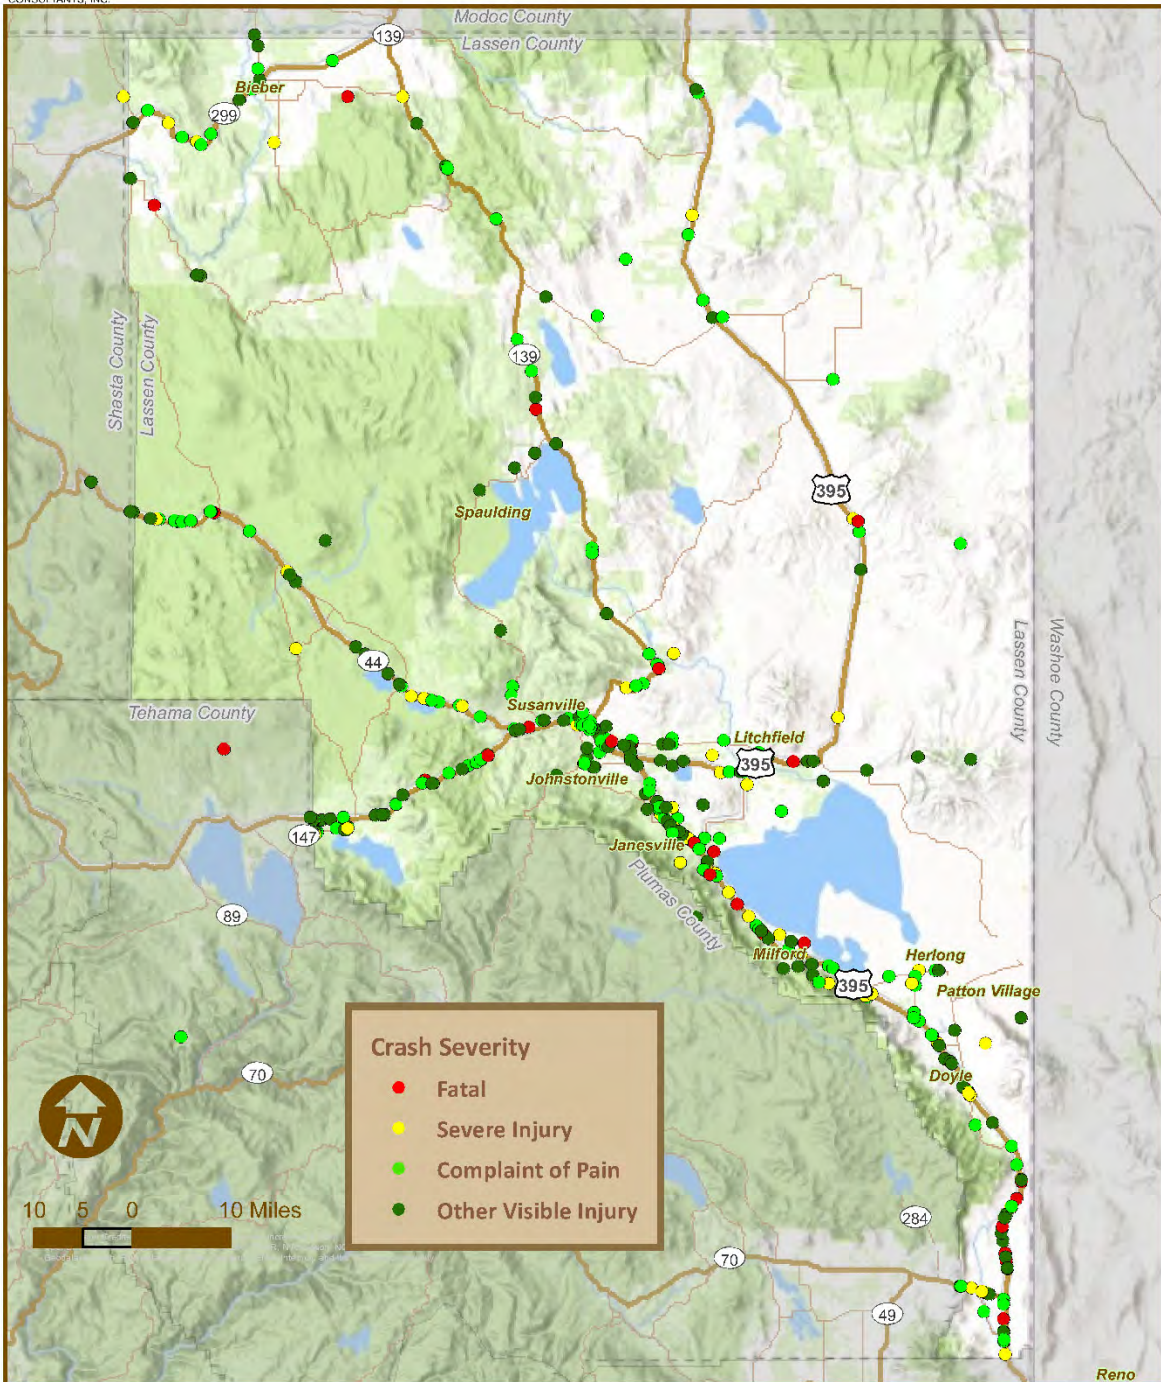 CONSULTANTS, INC.
Modoc County
139
Lassen County
Bieber
299
Shasta County
Lassen County
139
395
Spaulding
Lassen County
Washoe County
44
Tehama County
Susanville
Litchfield
395
Johnstonville
147
Janesville
Plumas County
89
Milford
Herlong
395
Patton Village
Crash Severity
Fatal
Severe Injury
Complaint of Pain
Other Visible Injury
70
Doyle
N
10 5 0 10 Miles
284
70
49
Reno